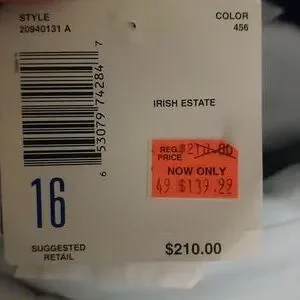 STYLE
20940131 A
COLOR
456
6 53079 74284 7
IRISH ESTATE
REG. $210.00
PRICE
NOW ONLY
49 $139.99
16
SUGGESTED
RETAIL
$210.00